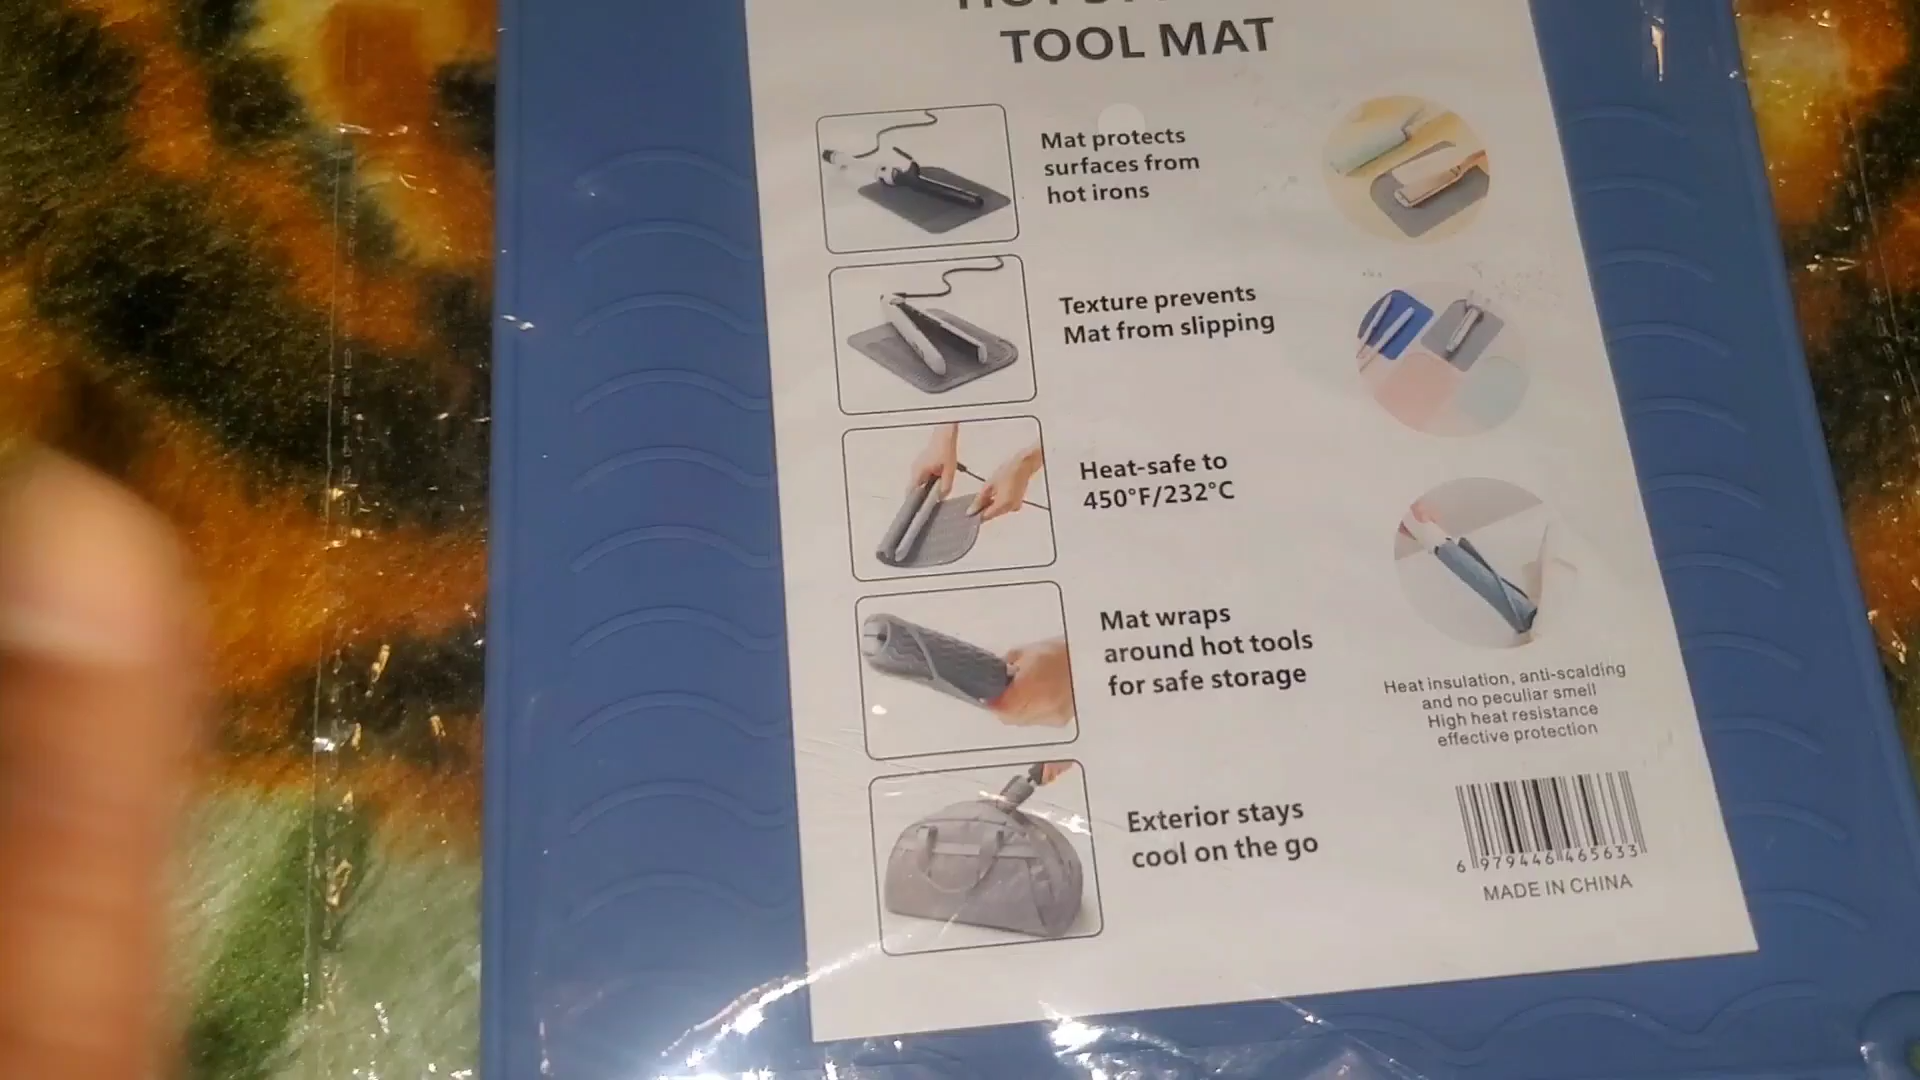 TOOL MAT
Mat protects
surfaces from
hot irons
Texture prevents
Mat from slipping
Heat-safe to
450°F/232°C
Mat wraps
around hot tools
for safe storage
Exterior stays
cool on the go
Heat insulation, anti-scalding
and no peculiar smell
High heat resistance
effective protection
6 979446 465633
MADE IN CHINA